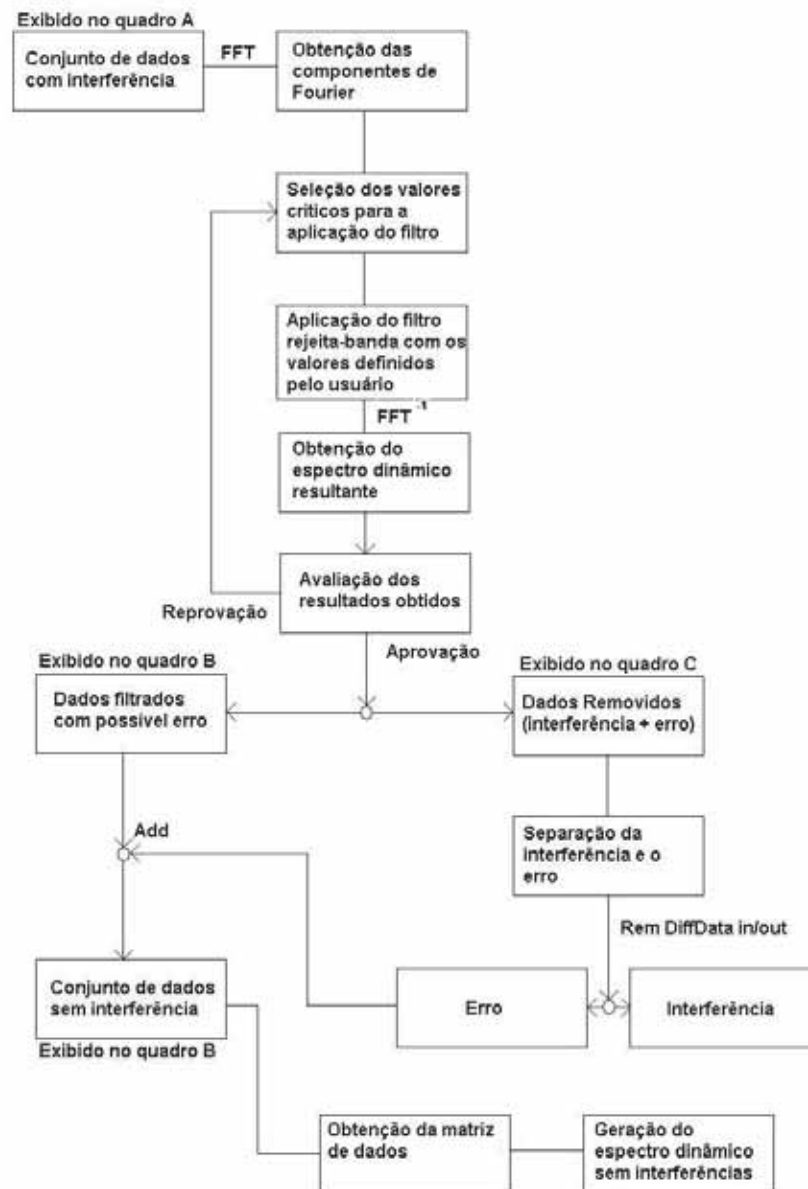 Exibido no quadro A
Conjunto de dados
com interferência
FFT
Obtenção das
componentes de
Fourier
Seleção dos valores
criticos para a
aplicação do filtro
Aplicação do filtro
rejeita-banda com os
valores definidos
pelo usuário
FFT -1
Obtenção do
espectro dinâmico
resultante
Avaliação dos
resultados obtidos
Reprovação
Aprovação
Exibido no quadro B
Dados filtrados
com possível erro
Exibido no quadro C
Dados Removidos
(interferência + erro)
Add
Separação da
interferência e o
erro
Rem DiffData in/out
Conjunto de dados
sem interferência
Exibido no quadro B
Erro
Interferência
Obtenção da matriz
de dados
Geração do
espectro dinâmico
sem interferências